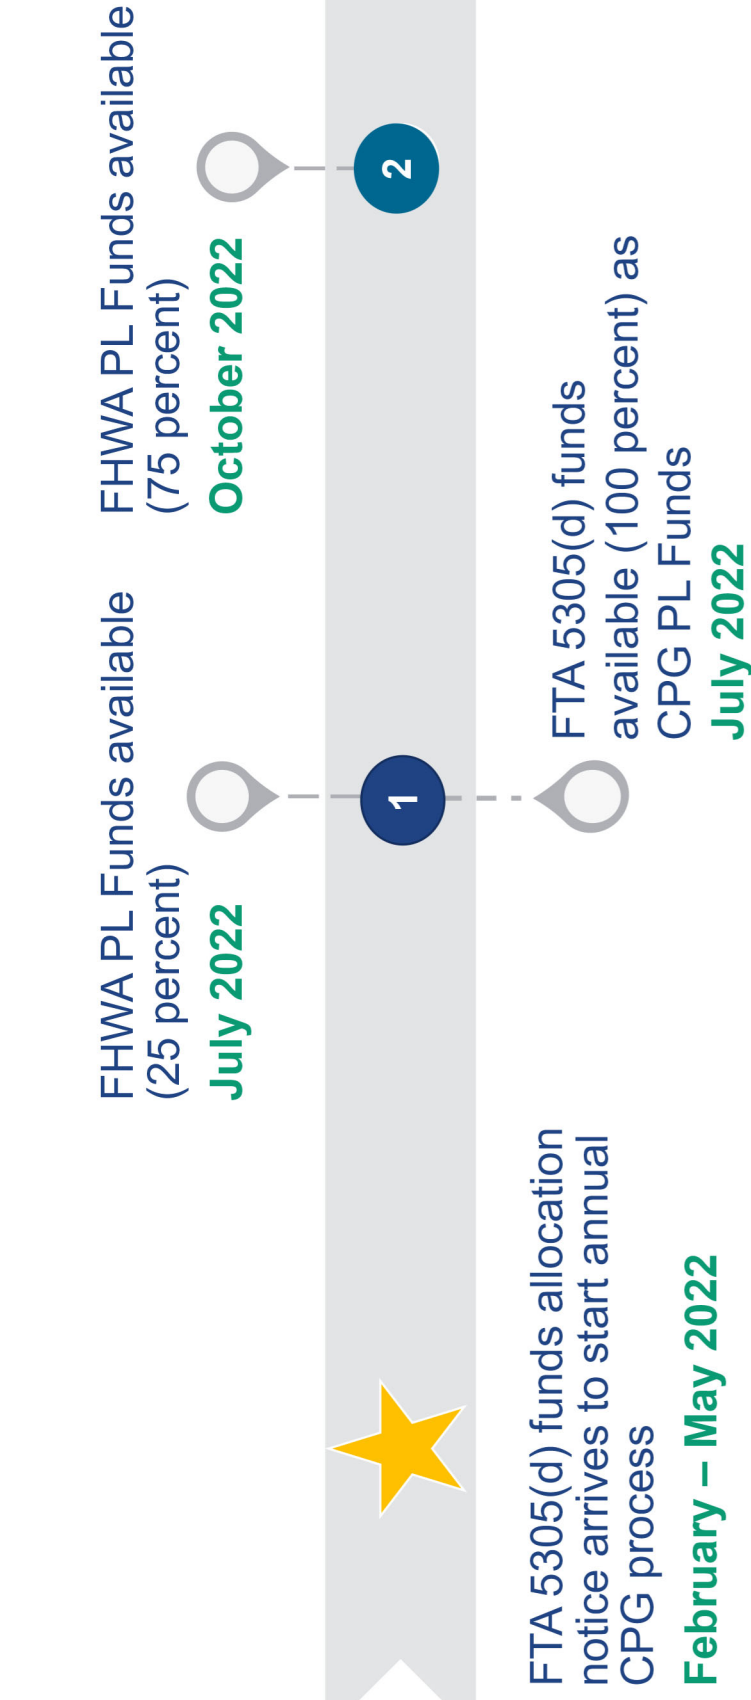 FTA 5305(d) funds allocation
notice arrives to start annual
CPG process
February – May 2022
FHWA PL Funds available
(25 percent)
July 2022
1
FTA 5305(d) funds
available (100 percent) as
CPG PL Funds
July 2022
FHWA PL Funds available
(75 percent)
October 2022
2